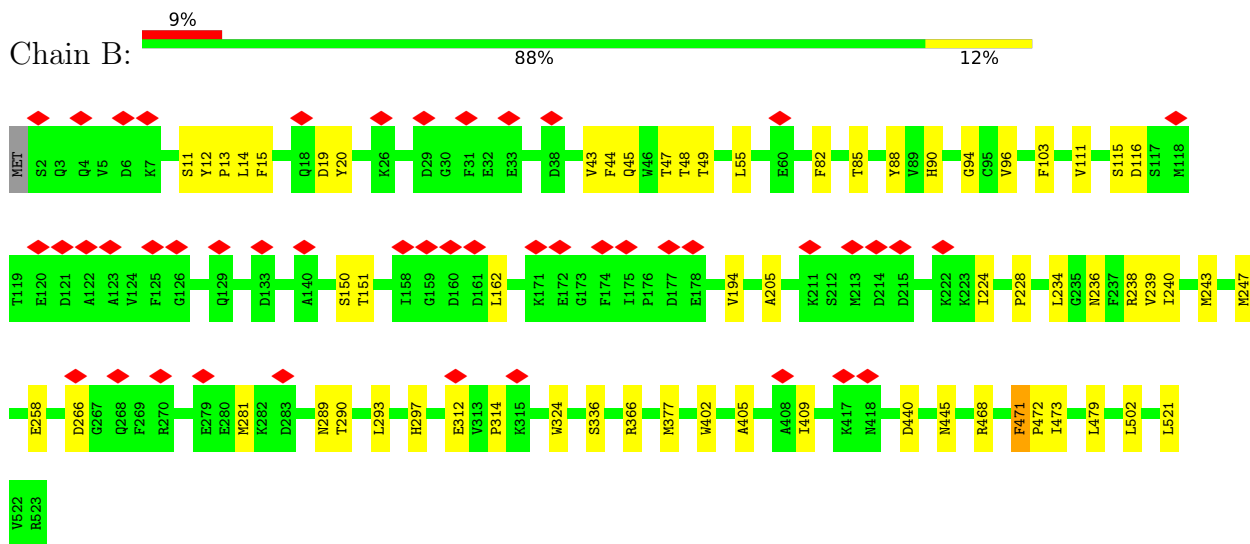 9%
Chain B:
88% 12%
MET S2 Q3 Q4 V5 D6 K7 S11 Y12 P13 L14 F15 Q18 D19 Y20 K26 D29 G30 F31 E32 E33 D38 V43 F44 Q45 W46 T47 T48 T49 L55 E60 F82 T85 Y88 V89 H90 G94 C95 V96 F103 V111 S115 D116 S117 M118
T119 E120 D121 A122 A123 V124 F125 G126 Q129 D133 A140 S150 T151 I158 G159 D160 D161 L162 K171 E172 G173 F174 I175 P176 D177 E178 V194 A205 K211 S212 M213 D214 D215 K222 K223 I224 P228 L234 G235 N236 F237 R238 V239 I240 M243 M247
E258 D266 G267 Q268 F269 R270 E279 E280 M281 K282 D283 N289 T290 L293 H297 E312 V313 P314 K315 W324 S336 R366 M377 W402 A405 A408 I409 K417 N418 D440 N445 R468 F471 P472 I473 L479 L502 L521
V522 R523